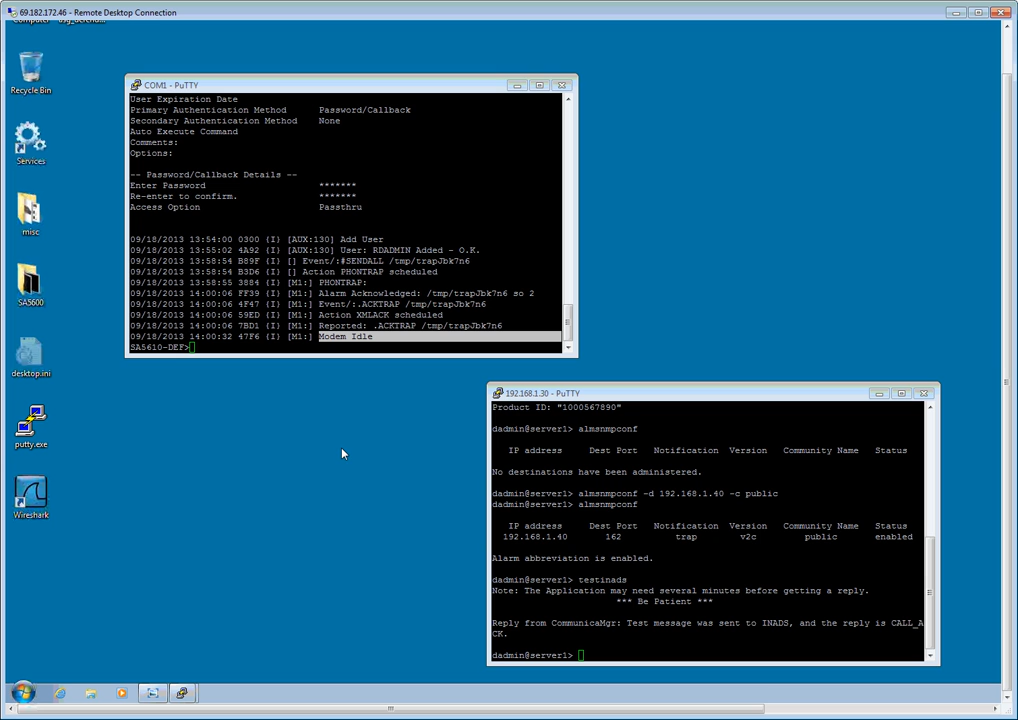 69.182.172.46 - Remote Desktop Connection
Recycle Bin
Services
misc
SA5600
desktop.ini
putty.exe
Wireshark
COM1 - PuTTY
User Expiration Date
Primary Authentication Method Password/Callback
Secondary Authentication Method None
Auto Execute Command
Comments:
Options:
-- Password/Callback Details --
Enter Password *******
Re-enter to confirm. *******
Access Option Passthru
09/18/2013 13:54:00 0300 {I} [AUX:130] Add User
09/18/2013 13:55:02 4A92 {I} [AUX:130] User: RDADMIN Added - O.K.
09/18/2013 13:58:54 B89F {I} [] Event/:#SENDALL /tmp/trapJbk7n6
09/18/2013 13:58:54 B3D6 {I} [] Action PHONTRAP scheduled
09/18/2013 13:58:55 3884 {I} [M1:] PHONTRAP:
09/18/2013 14:00:06 FF39 {I} [M1:] Alarm Acknowledged: /tmp/trapJbk7n6 so 2
09/18/2013 14:00:06 4F47 {I} [M1:] Event/:.ACKTRAP /tmp/trapJbk7n6
09/18/2013 14:00:06 59ED {I} [M1:] Action XMLACK scheduled
09/18/2013 14:00:06 7BD1 {I} [M1:] Reported: .ACKTRAP /tmp/trapJbk7n6
09/18/2013 14:00:32 47F6 {I} [M1:] Modem Idle
SA5610-DEF>
192.168.1.30 - PuTTY
Product ID: "1000567890"
dadmin@server1> almsnmpconf
IP address Dest Port Notification Version Community Name Status
No destinations have been administered.
dadmin@server1> almsnmpconf -d 192.168.1.40 -c public
dadmin@server1> almsnmpconf
IP address Dest Port Notification Version Community Name Status
192.168.1.40 162 trap v2c public enabled
Alarm abbreviation is enabled.
dadmin@server1> testinads
Note: The Application may need several minutes before getting a reply.
*** Be Patient ***
Reply from CommunicaMgr: Test message was sent to INADS, and the reply is CALL_A
CK.
dadmin@server1>